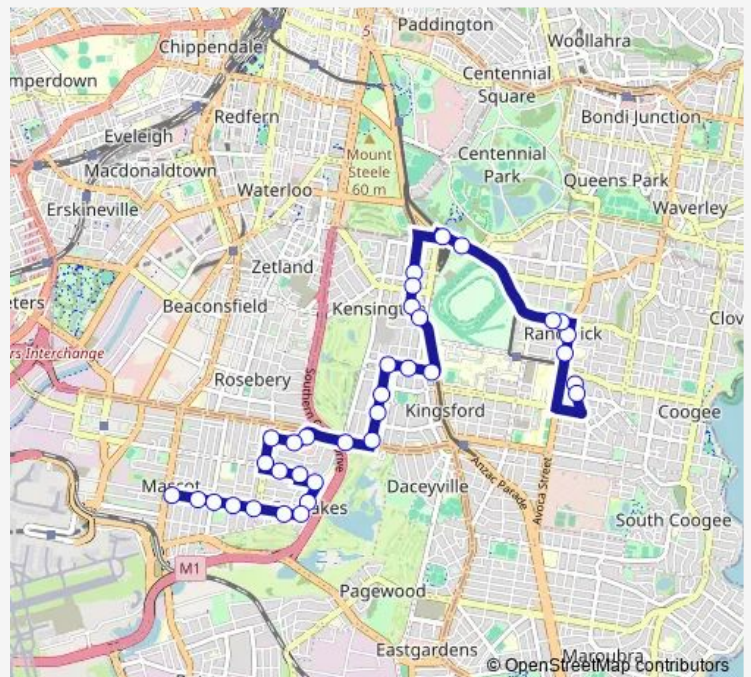 Paddington
Chippendale
Woollahra
5
Centennial
Square
mperdown
Redfern
Bondi Junction
Eveleigh
Mount
Steele
60 m
Macdonaldtown
Centennial
Park
Queens Park
Waterloo
Erskineville
Waverley
Zetland
eters
Beaconsfield
Kensingt
Clov
Randwick
rs Interchange
Rosebery
Kingsford
Coogee
Southern
rive
Mascot
Daceyville
Anzac Parade
Avoca Street
akes
South Coogee
M1
Pagewood
Eastgardens
Maroubra
© OpenStreetMap contributors